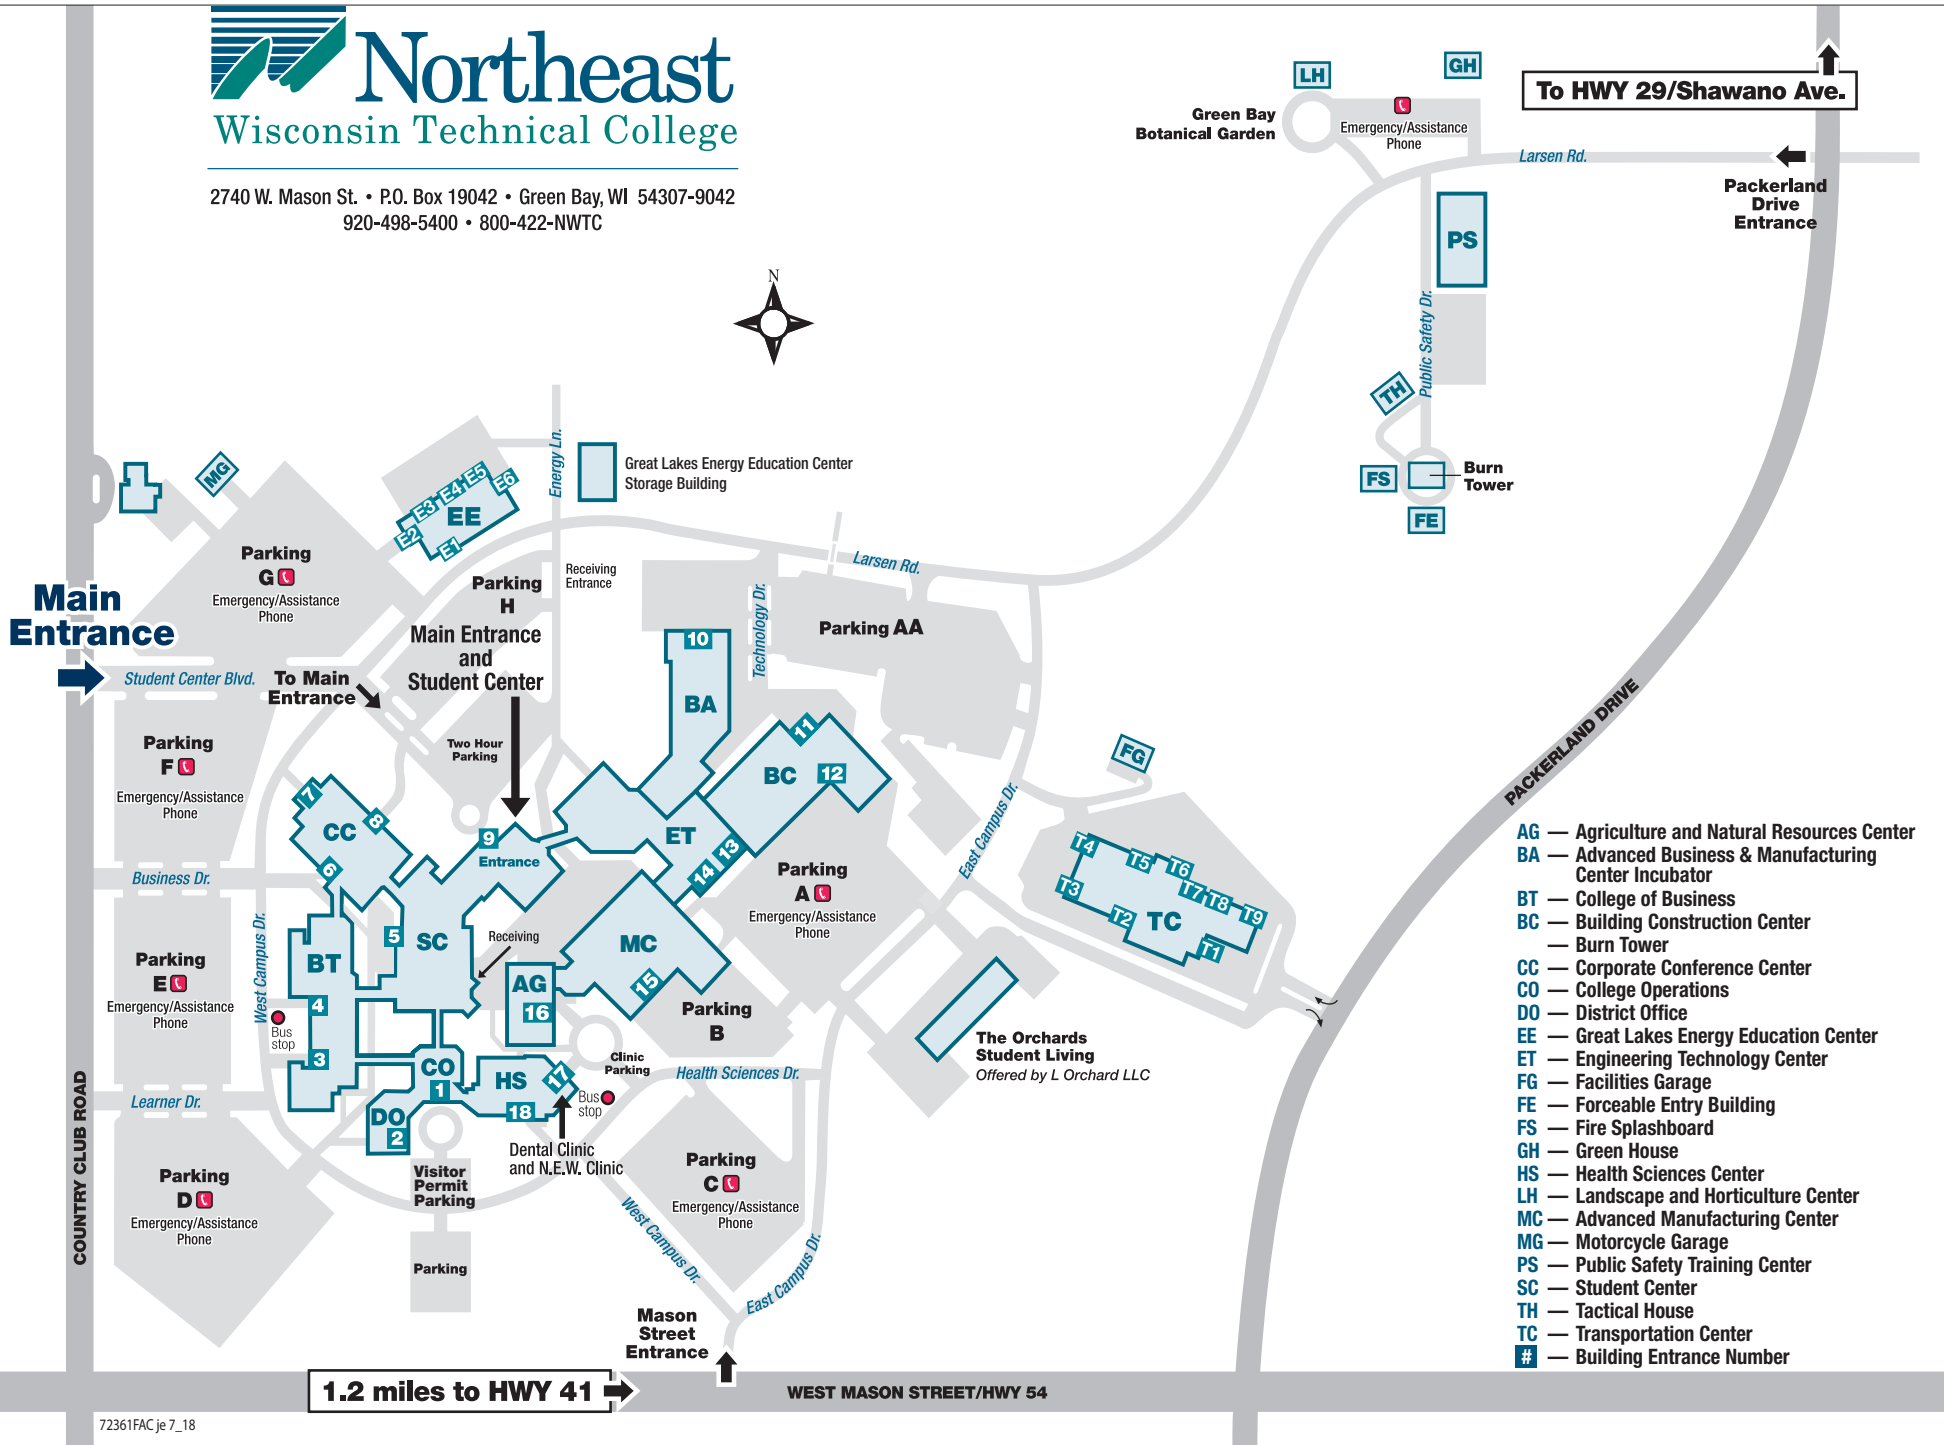 Northeast
Wisconsin Technical College
2740 W. Mason St. • P.O. Box 19042 • Green Bay, WI 54307-9042
920-498-5400 • 800-422-NWTC
N
LH
GH
To HWY 29/Shawano Ave.
Green Bay
Botanical Garden
Emergency/Assistance
Phone
Larsen Rd.
Packerland
Drive
Entrance
PS
Public Safety Dr.
TH
FS
Burn
Tower
FE
MG
Energy Ln.
Great Lakes Energy Education Center
Storage Building
E1
E2
E3
E4
E5
E6
EE
Parking
G
Emergency/Assistance
Phone
Main
Entrance
Student Center Blvd.
To Main
Entrance
Parking
H
Receiving
Entrance
Main Entrance
and
Student Center
Two Hour
Parking
Technology Dr.
Larsen Rd.
Parking AA
10
BA
11
BC
12
ET
13
14
FG
PACKERLAND DRIVE
Parking
F
Emergency/Assistance
Phone
7
CC
8
6
9
Entrance
Business Dr.
West Campus Dr.
Parking
A
Emergency/Assistance
Phone
East Campus Dr.
T4
T5
T6
T7
T8
T9
T3
T2
TC
T1
Parking
E
Emergency/Assistance
Phone
BT
4
3
5
SC
Receiving
MC
15
AG
16
Parking
B
Bus
stop
The Orchards
Student Living
Offered by L Orchard LLC
CO
1
HS
17
18
Clinic
Parking
Health Sciences Dr.
Bus
stop
DO
2
Learner Dr.
COUNTRY CLUB ROAD
Dental Clinic
and N.E.W. Clinic
Visitor
Permit
Parking
Parking
D
Emergency/Assistance
Phone
Parking
C
Emergency/Assistance
Phone
West Campus Dr.
East Campus Dr.
Parking
Mason
Street
Entrance
1.2 miles to HWY 41
WEST MASON STREET/HWY 54
72361FAC je 7_18
AG — Agriculture and Natural Resources Center
BA — Advanced Business & Manufacturing
Center Incubator
BT — College of Business
BC — Building Construction Center
— Burn Tower
CC — Corporate Conference Center
CO — College Operations
DO — District Office
EE — Great Lakes Energy Education Center
ET — Engineering Technology Center
FG — Facilities Garage
FE — Forceable Entry Building
FS — Fire Splashboard
GH — Green House
HS — Health Sciences Center
LH — Landscape and Horticulture Center
MC — Advanced Manufacturing Center
MG — Motorcycle Garage
PS — Public Safety Training Center
SC — Student Center
TH — Tactical House
TC — Transportation Center
# — Building Entrance Number